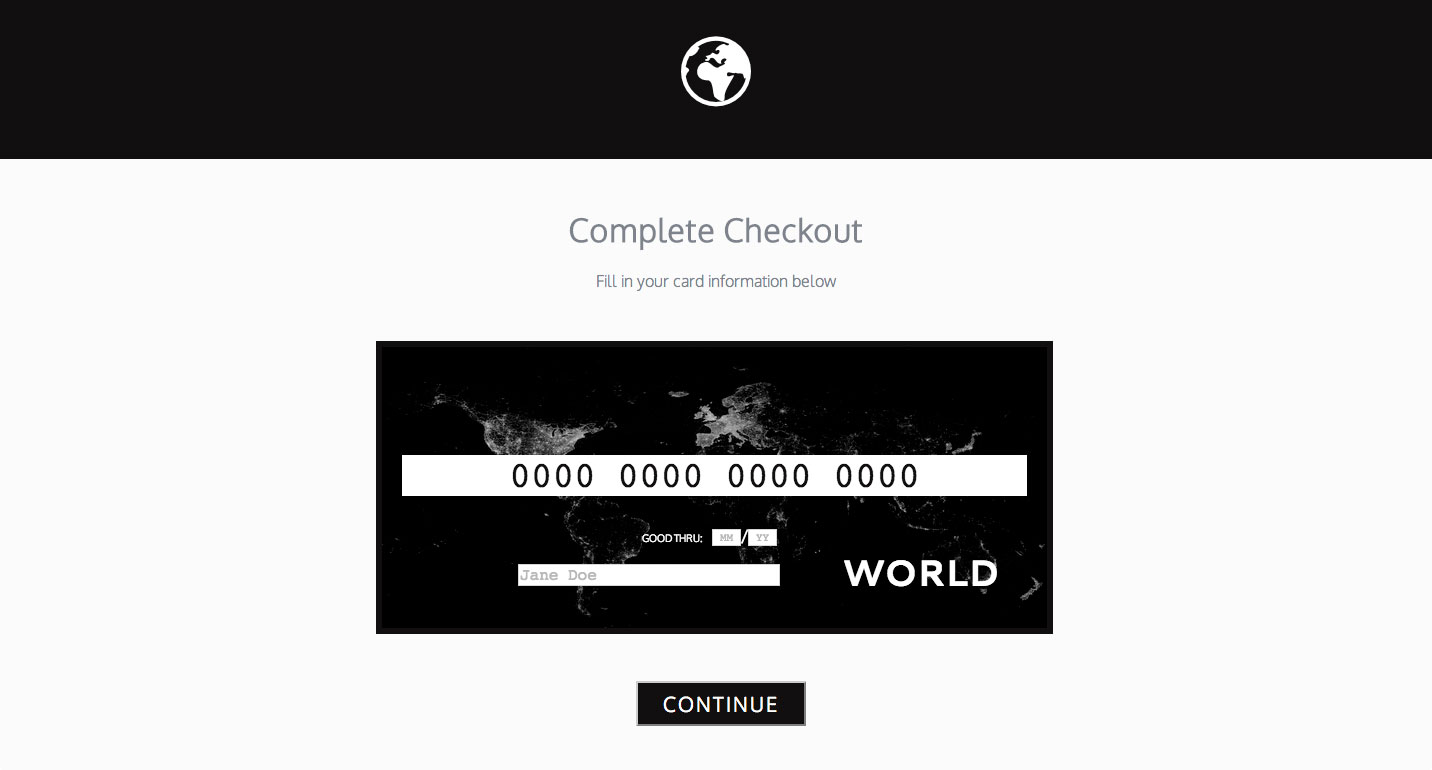 Complete Checkout
Fill in your card information below
0000 0000 0000 0000
GOOD THRU: MM / YY
Jane Doe
WORLD
CONTINUE